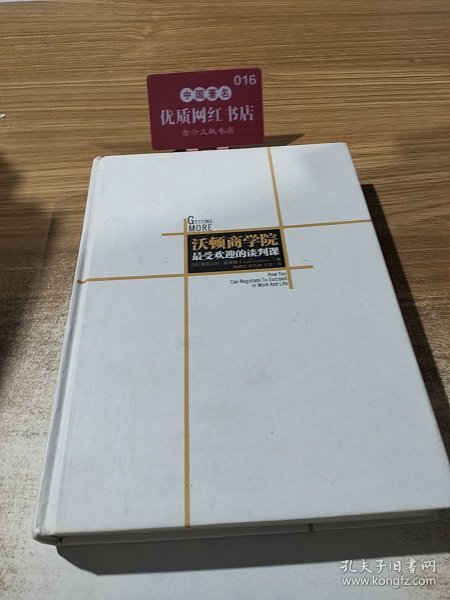 016
中国著名
优质网红书店
古今文献书店
GETTING
MORE
沃顿商学院
最受欢迎的谈判课
How You
Can Negotiate To Succeed
In Work And Life
孔夫子旧书网
www.kongfz.com